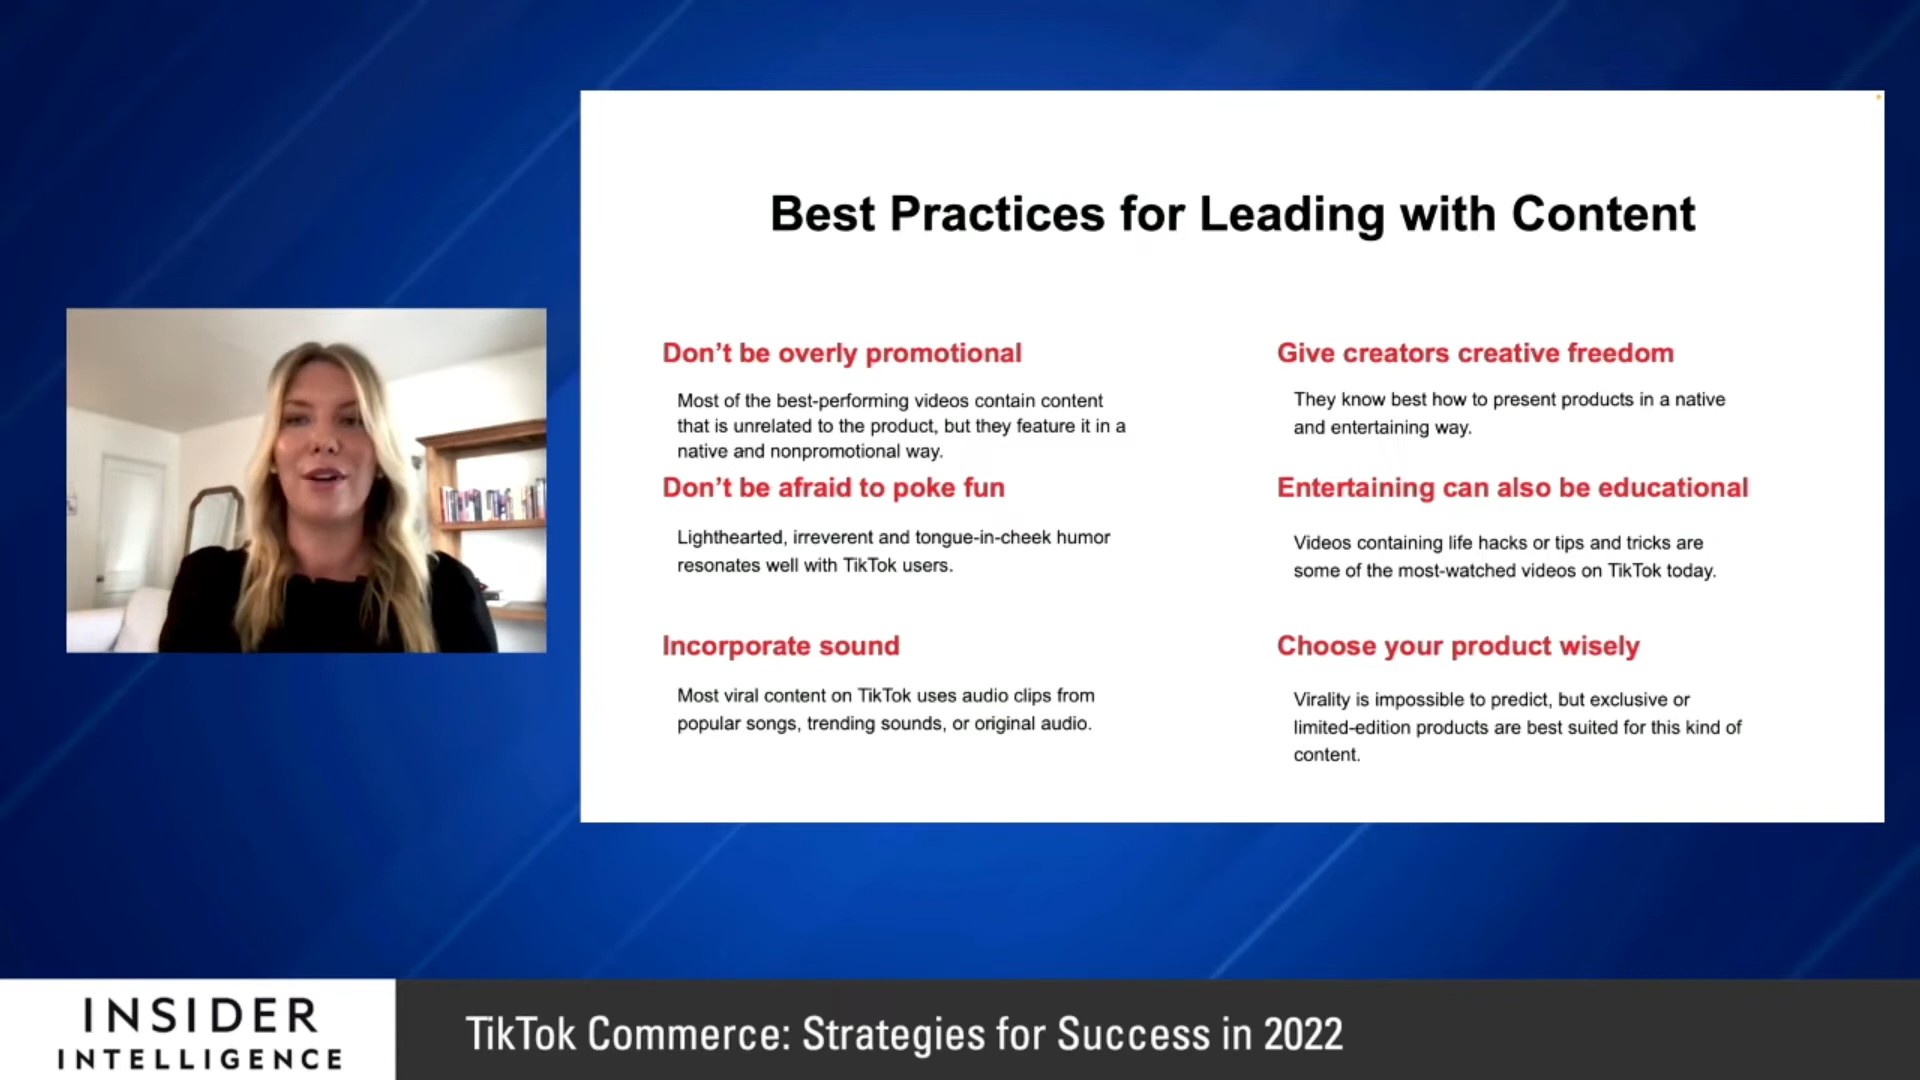 Best Practices for Leading with Content
Don’t be overly promotional
Most of the best-performing videos contain content
that is unrelated to the product, but they feature it in a
native and nonpromotional way.
Don’t be afraid to poke fun
Lighthearted, irreverent and tongue-in-cheek humor
resonates well with TikTok users.
Incorporate sound
Most viral content on TikTok uses audio clips from
popular songs, trending sounds, or original audio.
Give creators creative freedom
They know best how to present products in a native
and entertaining way.
Entertaining can also be educational
Videos containing life hacks or tips and tricks are
some of the most-watched videos on TikTok today.
Choose your product wisely
Virality is impossible to predict, but exclusive or
limited-edition products are best suited for this kind of
content.
INSIDER
INTELLIGENCE
TikTok Commerce: Strategies for Success in 2022